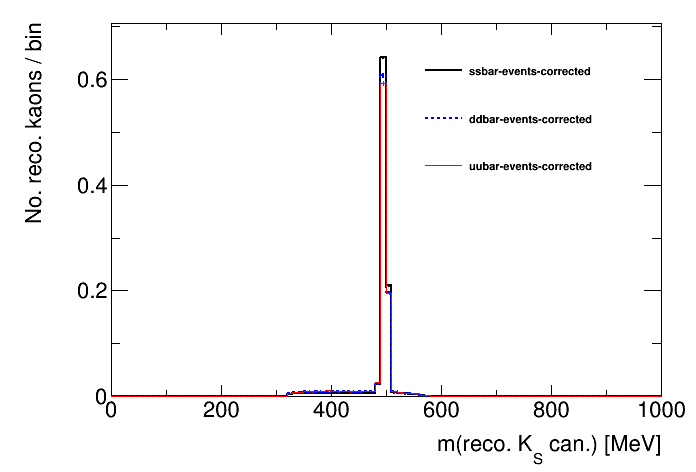 No. reco. kaons / bin
0.6
0.4
0.2
0
ssbar-events-corrected
ddbar-events-corrected
uubar-events-corrected
0 200 400 600 800 1000
m(reco. K_S can.) [MeV]